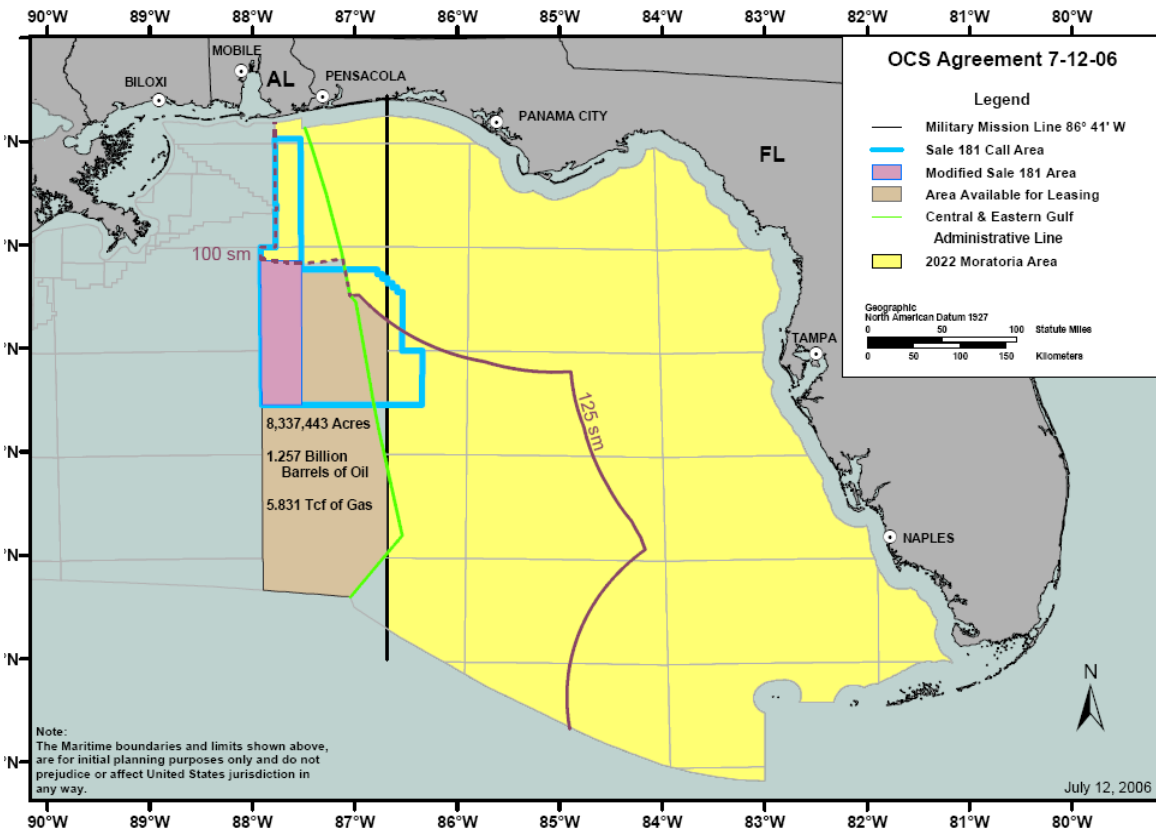 90°W 89°W 88°W 87°W 86°W 85°W 84°W 83°W 82°W 81°W 80°W
OCS Agreement 7-12-06
Legend
Military Mission Line 86° 41' W
Sale 181 Call Area
Modified Sale 181 Area
Area Available for Leasing
Central & Eastern Gulf
Administrative Line
2022 Moratoria Area
Geographic
North American Datum 1927
0 50 100 Statute Miles
0 50 100 150 Kilometers
MOBILE
BILOXI
AL
PENSACOLA
PANAMA CITY
FL
TAMPA
NAPLES
°N
°N
°N
°N
°N
°N
°N
100 sm
125 sm
8,337,443 Acres
1.257 Billion
Barrels of Oil
5.831 Tcf of Gas
N
Note:
The Maritime boundaries and limits shown above,
are for initial planning purposes only and do not
prejudice or affect United States jurisdiction in
any way.
July 12, 2006
90°W 89°W 88°W 87°W 86°W 85°W 84°W 83°W 82°W 81°W 80°W